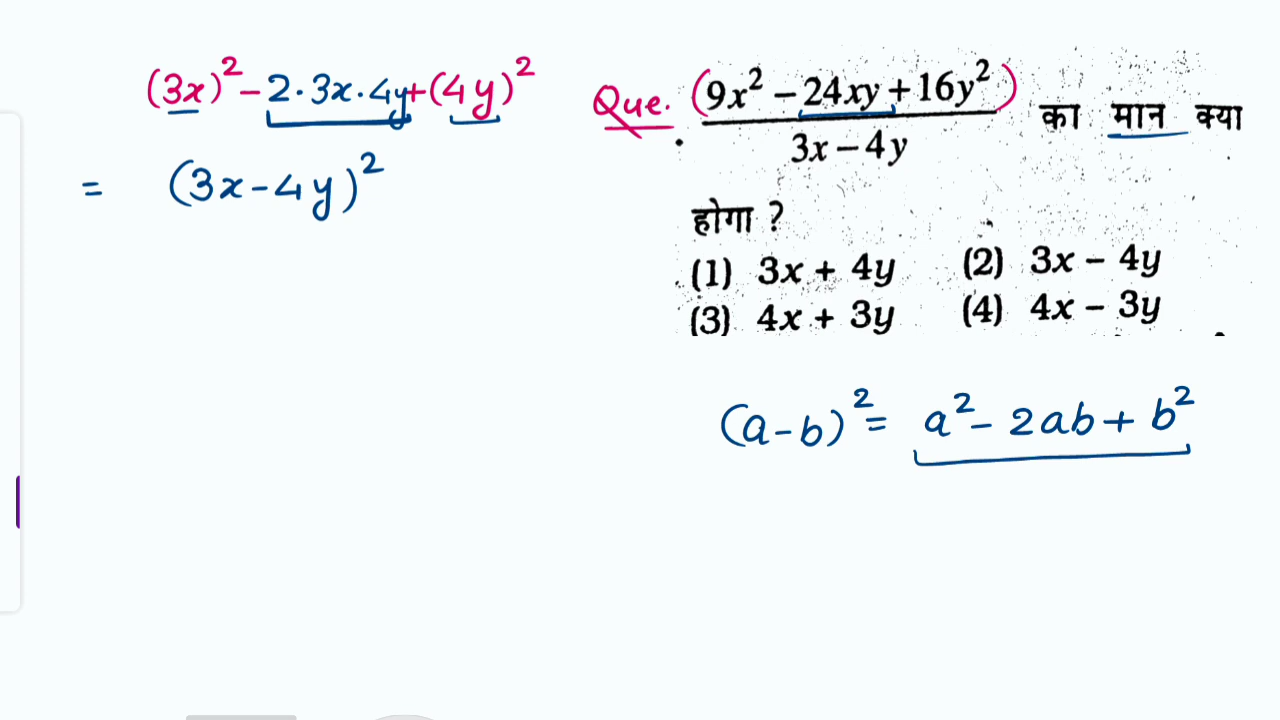 (3x)² - 2·3x·4y+(4y)²
= (3x-4y)²
Que. (9x² − 24xy + 16y²) / 3x − 4y का मान क्या
होगा ?
(1) 3x + 4y (2) 3x − 4y
(3) 4x + 3y (4) 4x − 3y
(a-b)² = a² - 2ab + b²